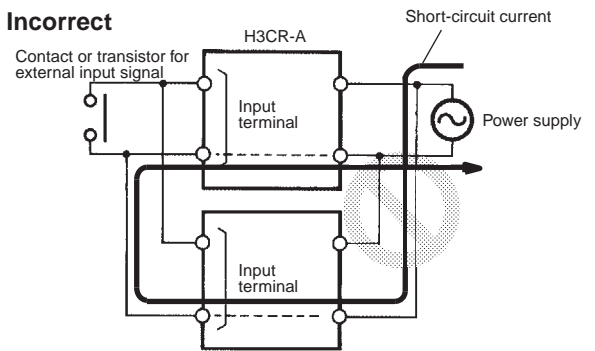 Incorrect
Short-circuit current
H3CR-A
Contact or transistor for
external input signal
Input
terminal
Power supply
Input
terminal